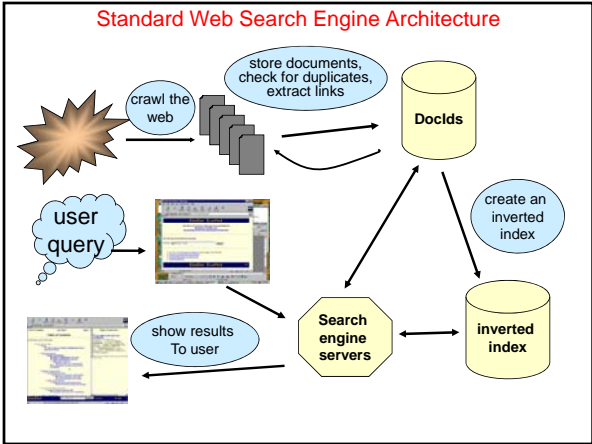 Standard Web Search Engine Architecture
store documents,
check for duplicates,
extract links
crawl the
web
DocIds
user
query
create an
inverted
index
show results
To user
Search
engine
servers
inverted
index